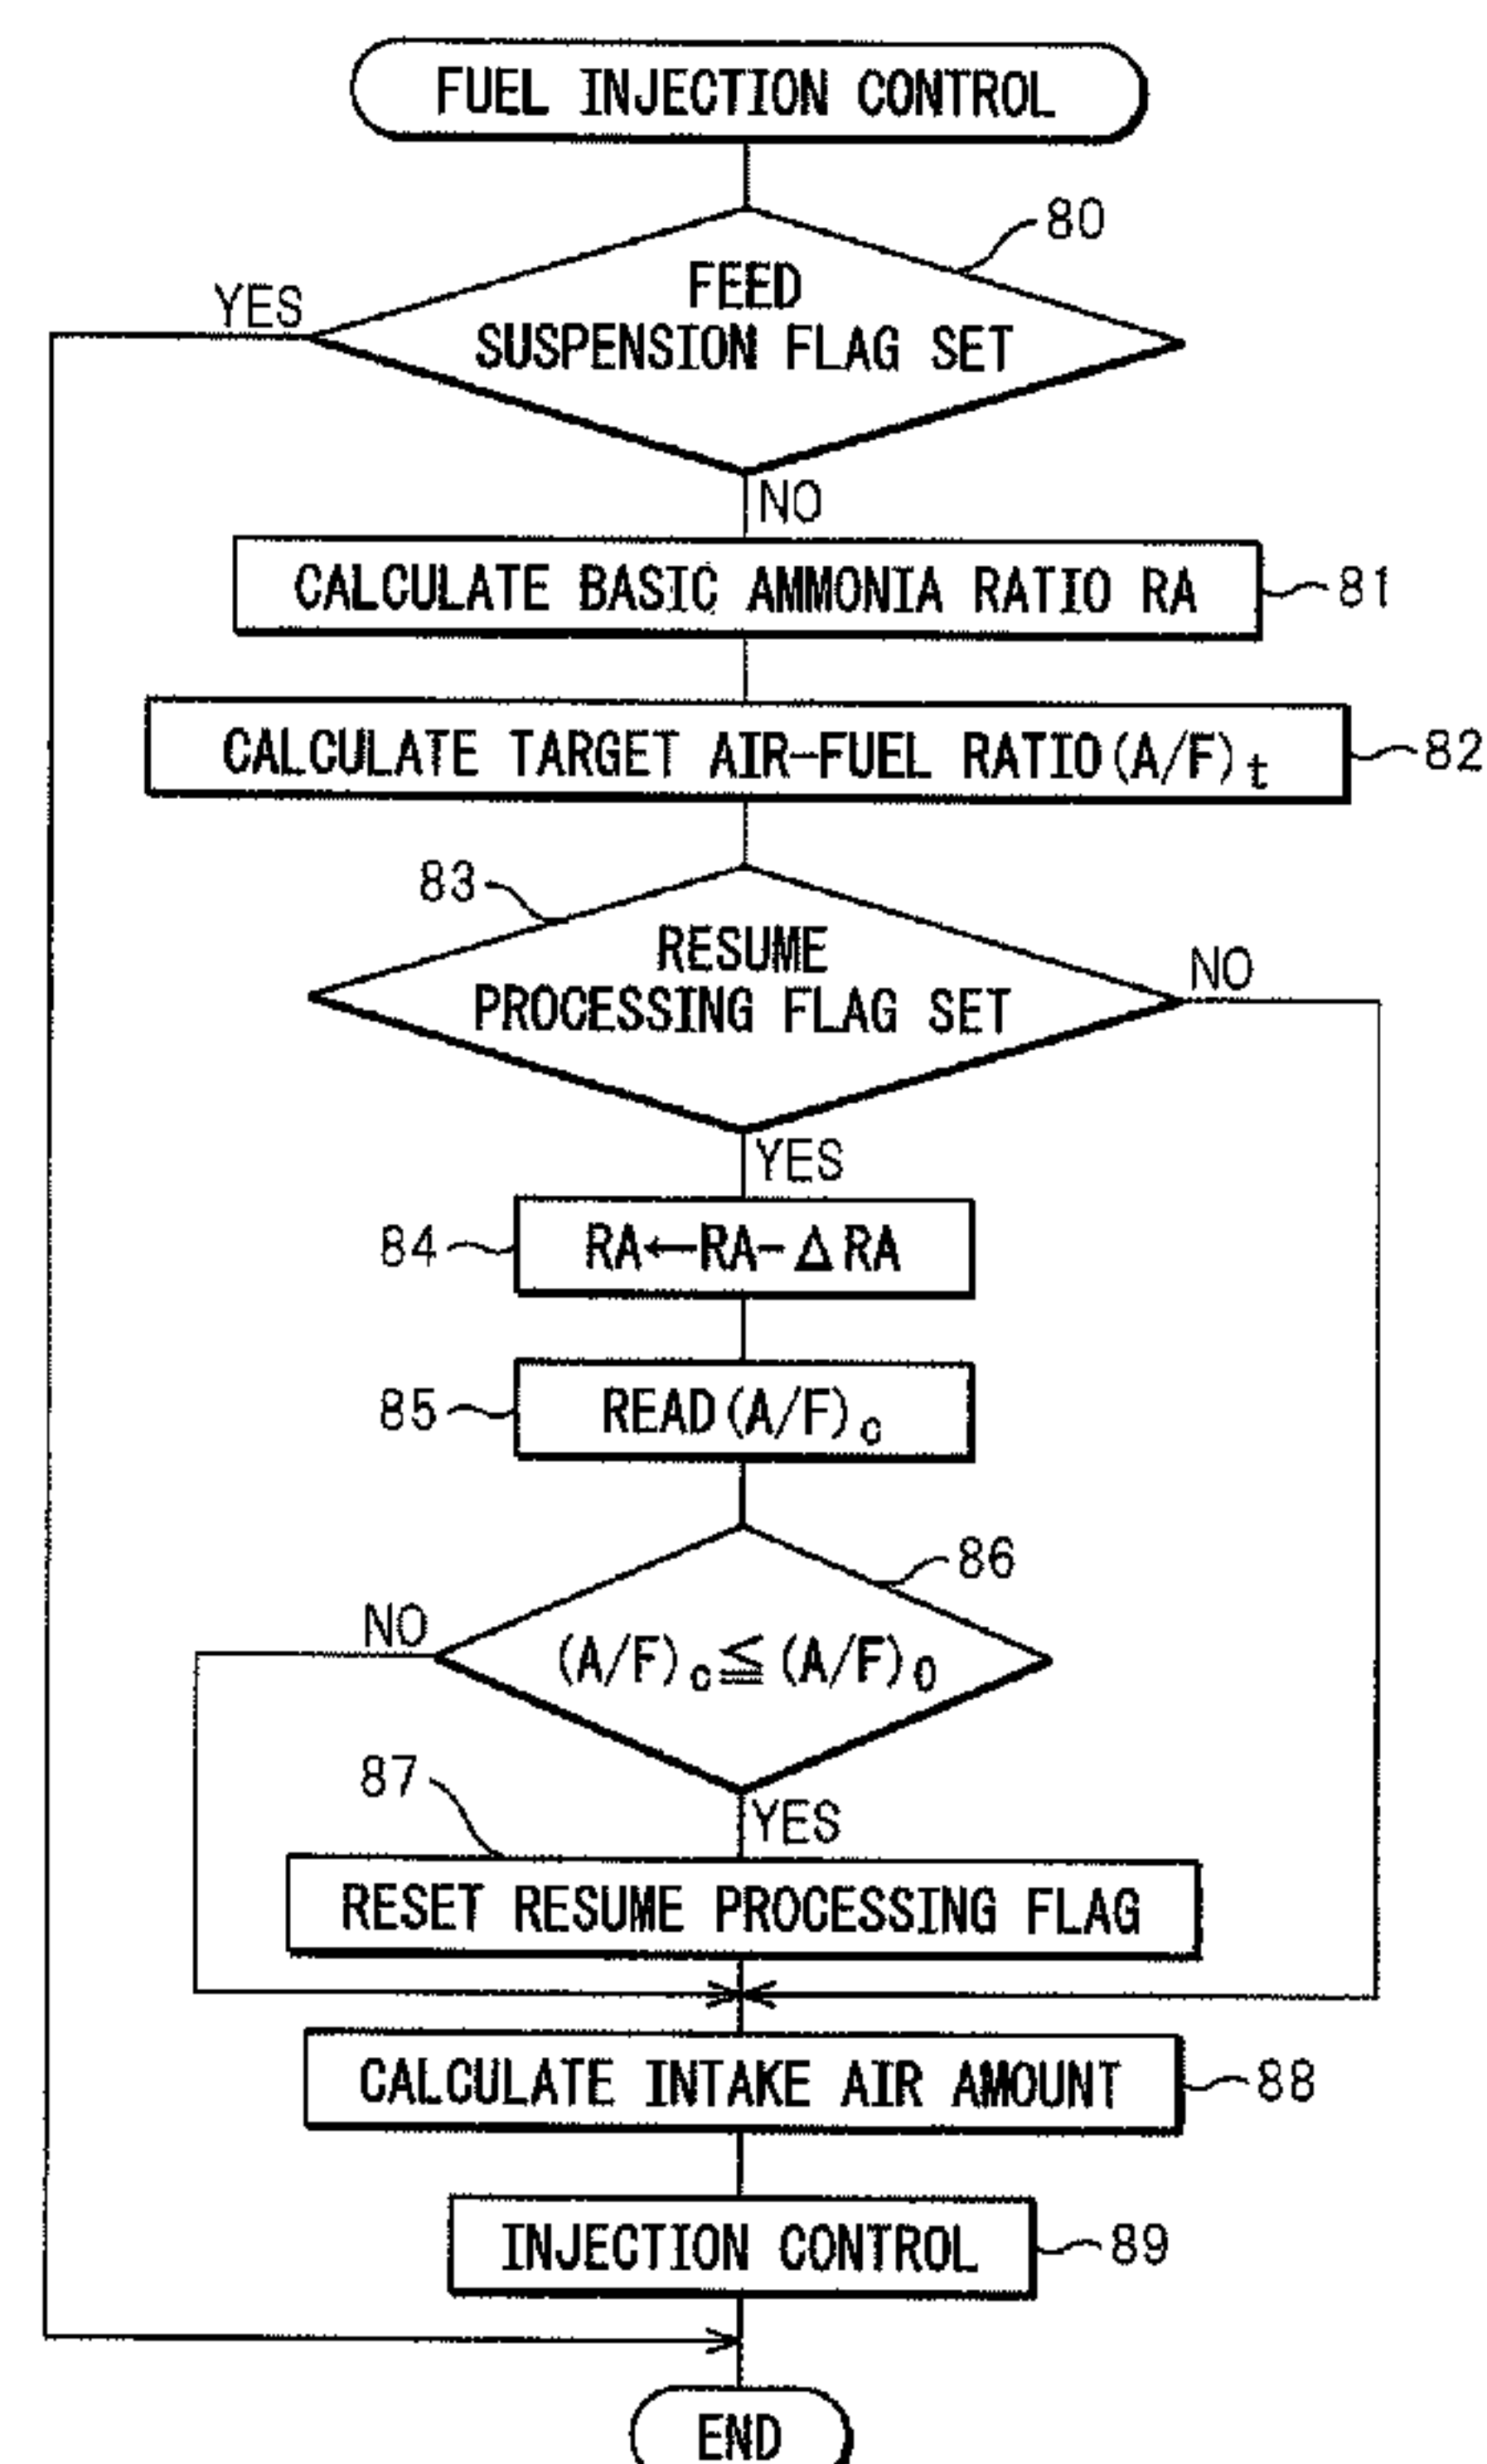 FUEL INJECTION CONTROL
80
FEED
SUSPENSION FLAG SET
YES
NO
CALCULATE BASIC AMMONIA RATIO RA
81
CALCULATE TARGET AIR-FUEL RATIO(A/F)t
82
83
RESUME
PROCESSING FLAG SET
NO
YES
84
RA←RA-ΔRA
85
READ(A/F)c
86
NO
(A/F)c≦(A/F)0
87
YES
RESET RESUME PROCESSING FLAG
CALCULATE INTAKE AIR AMOUNT
88
INJECTION CONTROL
89
END